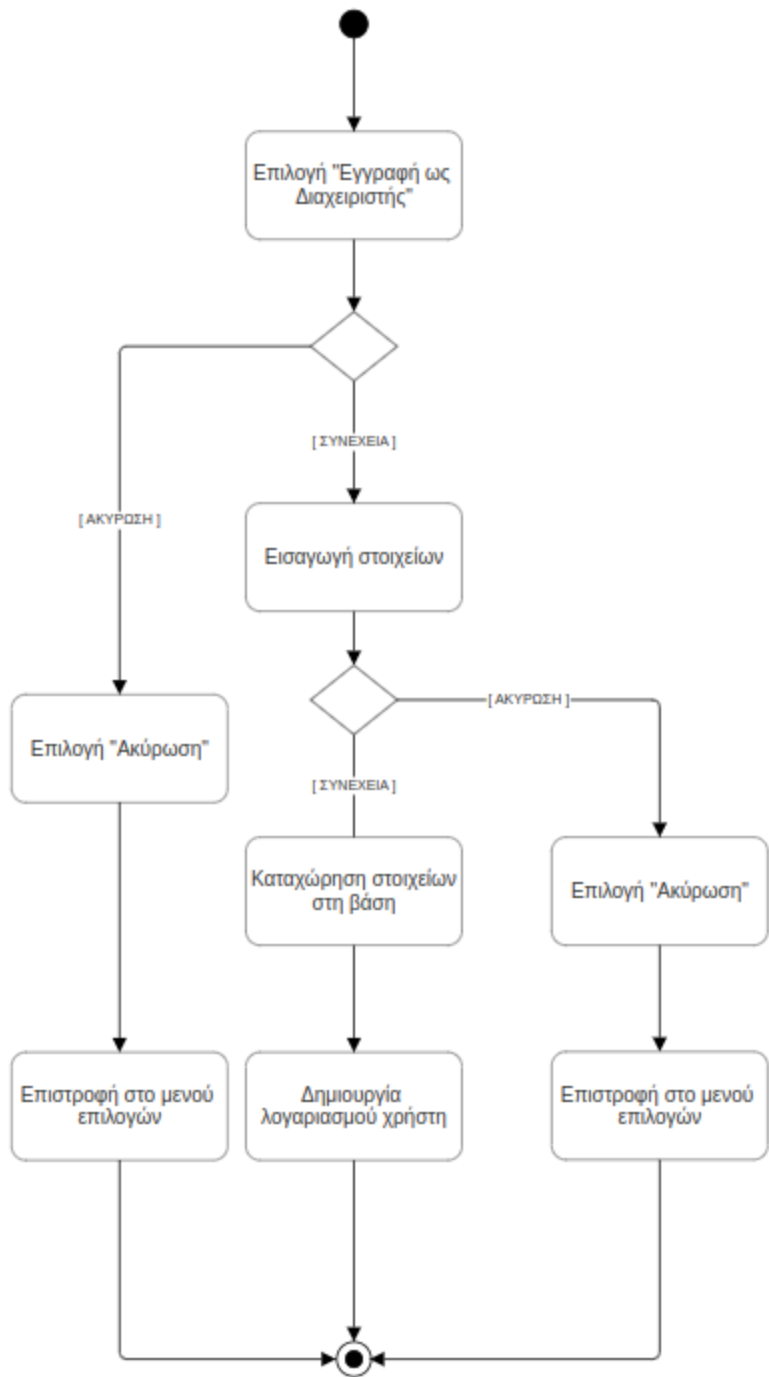 Επιλογή "Εγγραφή ως
Διαχειριστής"
[ ΣΥΝΕΧΕΙΑ ]
[ ΑΚΥΡΩΣΗ ]
Εισαγωγή στοιχείων
[ ΑΚΥΡΩΣΗ ]
Επιλογή "Ακύρωση"
[ ΣΥΝΕΧΕΙΑ ]
Καταχώρηση στοιχείων
στη βάση
Επιλογή "Ακύρωση"
Επιστροφή στο μενού
επιλογών
Δημιουργία
λογαριασμού χρήστη
Επιστροφή στο μενού
επιλογών